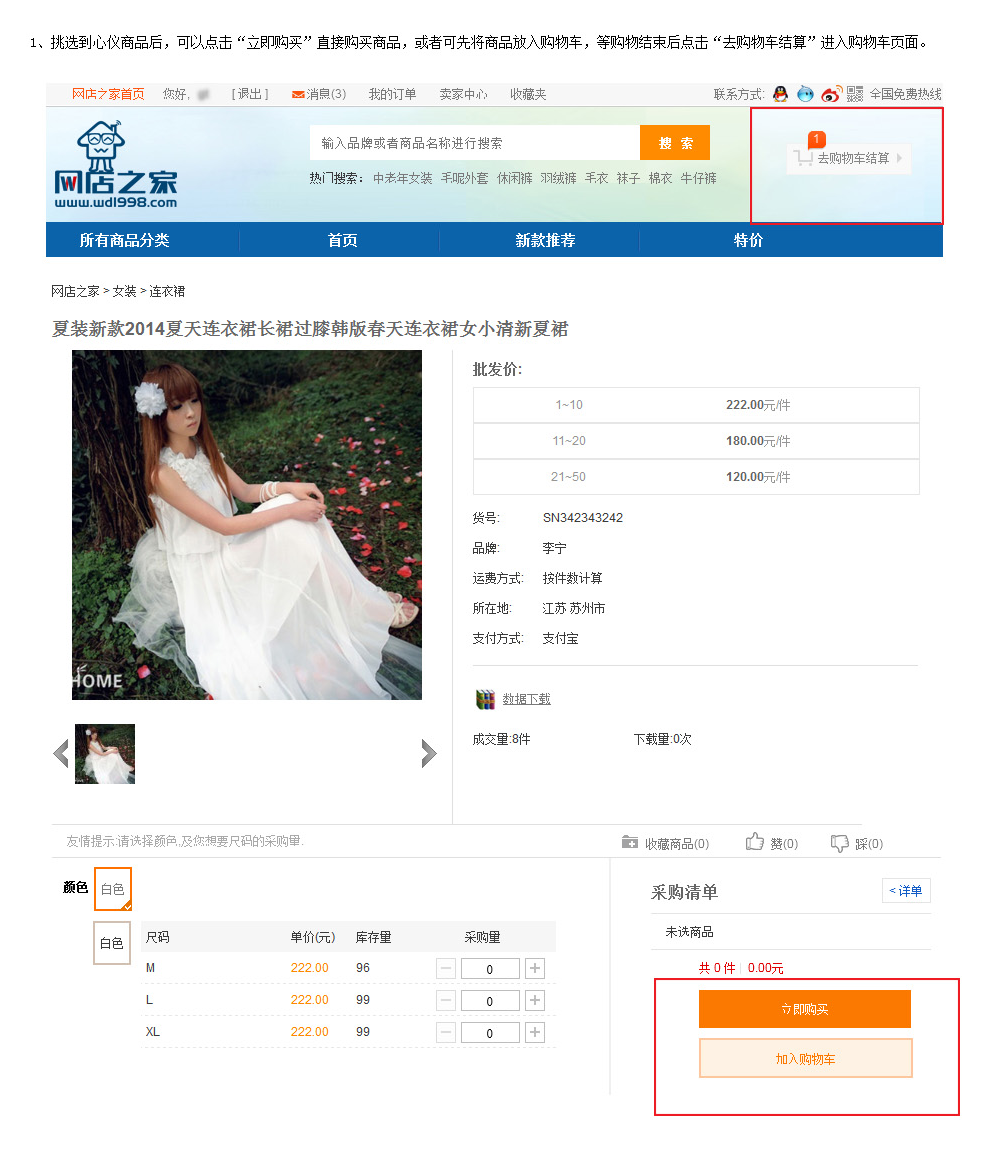 1、挑选到心仪商品后，可以点击“立即购买”直接购买商品，或者可先将商品放入购物车，等购物结束后点击“去购物车结算”进入购物车页面。
网店之家首页 您好, [退出] 消息(3) 我的订单 卖家中心 收藏夹 联系方式: 全国免费热线
网店之家
www.wdl998.com
输入品牌或者商品名称进行搜索 搜 索
1
去购物车结算
热门搜索： 中老年女装 手呢外套 休闲裤 羽绒裤 毛衣 袜子 棉衣 牛仔裤
所有商品分类 首页 新款推荐 特价
网店之家 > 女装 > 连衣裙
夏装新款2014夏天连衣裙长裙过膝韩版春天连衣裙女小清新夏裙
批发价:
1~10 222.00元/件
11~20 180.00元/件
21~50 120.00元/件
货号: SN342343242
品牌: 李宁
运费方式: 按件数计算
所在地: 江苏 苏州市
支付方式: 支付宝
HOME
数据下载
成交量:8件 下载量:0次
友情提示:请选择颜色,及您想要尺码的采购量. 收藏商品(0) 赞(0) 踩(0)
颜色 白色
白色 尺码 单价(元) 库存量 采购量
M 222.00 96 － 0 +
L 222.00 99 － 0 +
XL 222.00 99 － 0 +
采购清单 <详单
未选商品
共 0 件 | 0.00元
立即购买
加入购物车